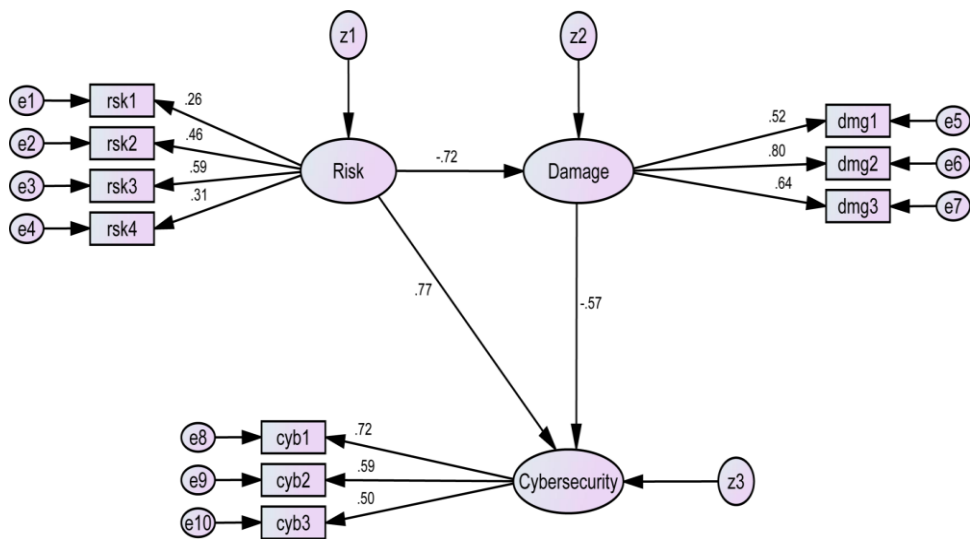 z1
z2
e1
rsk1
.26
e2
rsk2
.46
e3
rsk3
.59
e4
rsk4
.31
Risk
-.72
Damage
.52
dmg1
e5
.80
dmg2
e6
.64
dmg3
e7
.77
-.57
e8
cyb1
.72
e9
cyb2
.59
e10
cyb3
.50
Cybersecurity
z3